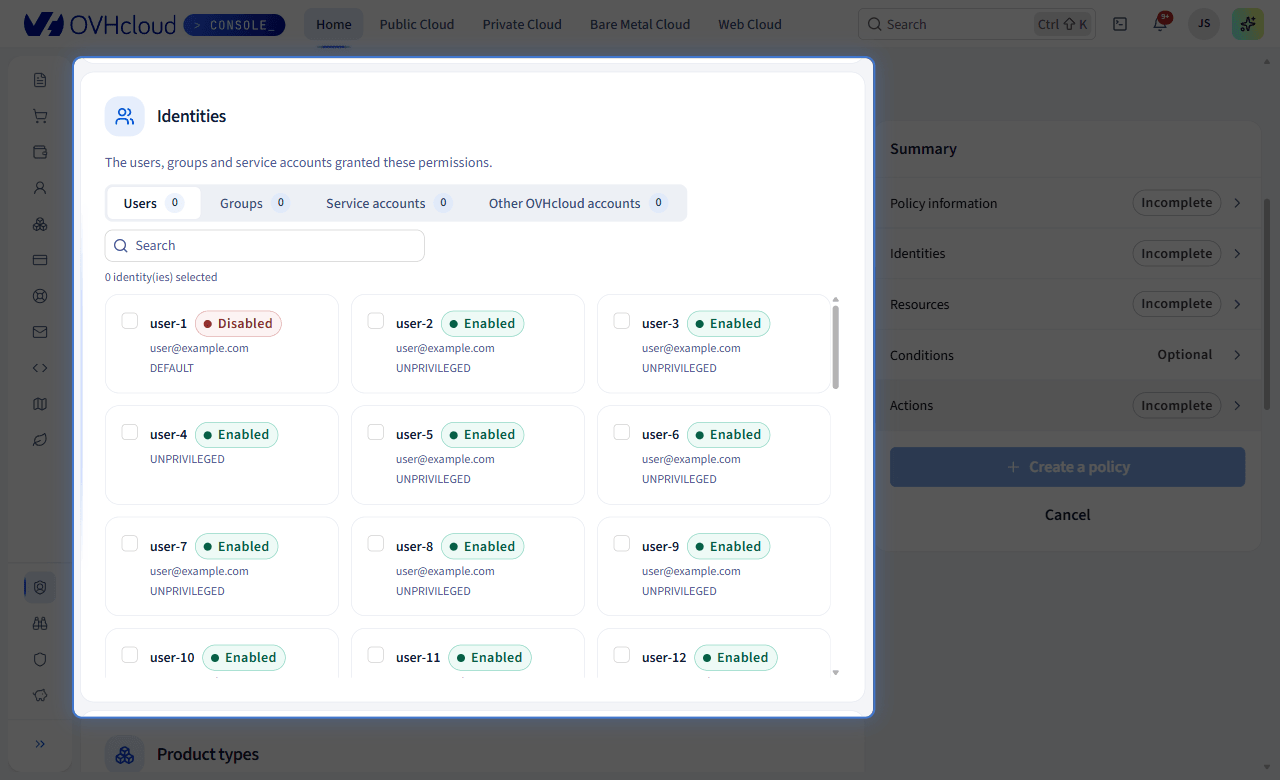 OVHcloud > CONSOLE_ Home Public Cloud Private Cloud Bare Metal Cloud Web Cloud Search Ctrl K 9+ JS
Identities
The users, groups and service accounts granted these permissions.
Users 0 Groups 0 Service accounts 0 Other OVHcloud accounts 0
Search
0 identity(ies) selected
user-1 Disabled
user@example.com
DEFAULT
user-2 Enabled
user@example.com
UNPRIVILEGED
user-3 Enabled
user@example.com
UNPRIVILEGED
user-4 Enabled
UNPRIVILEGED
user-5 Enabled
user@example.com
UNPRIVILEGED
user-6 Enabled
user@example.com
UNPRIVILEGED
user-7 Enabled
user@example.com
UNPRIVILEGED
user-8 Enabled
user@example.com
UNPRIVILEGED
user-9 Enabled
user@example.com
UNPRIVILEGED
user-10 Enabled
user-11 Enabled
user-12 Enabled
Product types
Summary
Policy information Incomplete
Identities Incomplete
Resources Incomplete
Conditions Optional
Actions Incomplete
+ Create a policy
Cancel